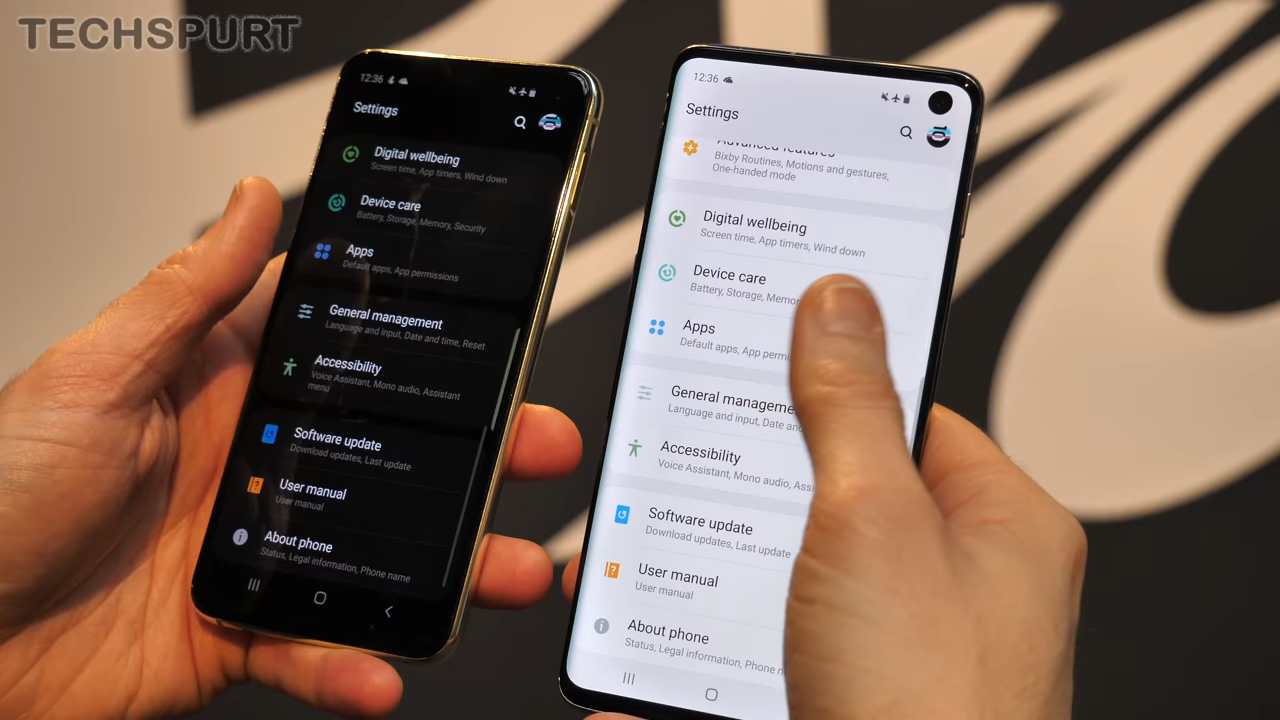 TECHSPURT
12:36
Settings
Digital wellbeing
Screen time, App timers, Wind down
Device care
Battery, Storage, Memory, Security
Apps
Default apps, App permissions
General management
Language and input, Date and time, Reset
Accessibility
Voice Assistant, Mono audio, Assistant
menu
Software update
Download updates, Last update
User manual
User manual
About phone
Status, Legal information, Phone name
12:36
Settings
Advanced features
Bixby Routines, Motions and gestures,
One-handed mode
Digital wellbeing
Screen time, App timers, Wind down
Device care
Battery, Storage, Memor
Apps
Default apps, App permi
General manageme
Language and input, Date and
Accessibility
Voice Assistant, Mono audio, Assi
Software update
Download updates, Last update
User manual
User manual
About phone
Status, Legal information, Phone n